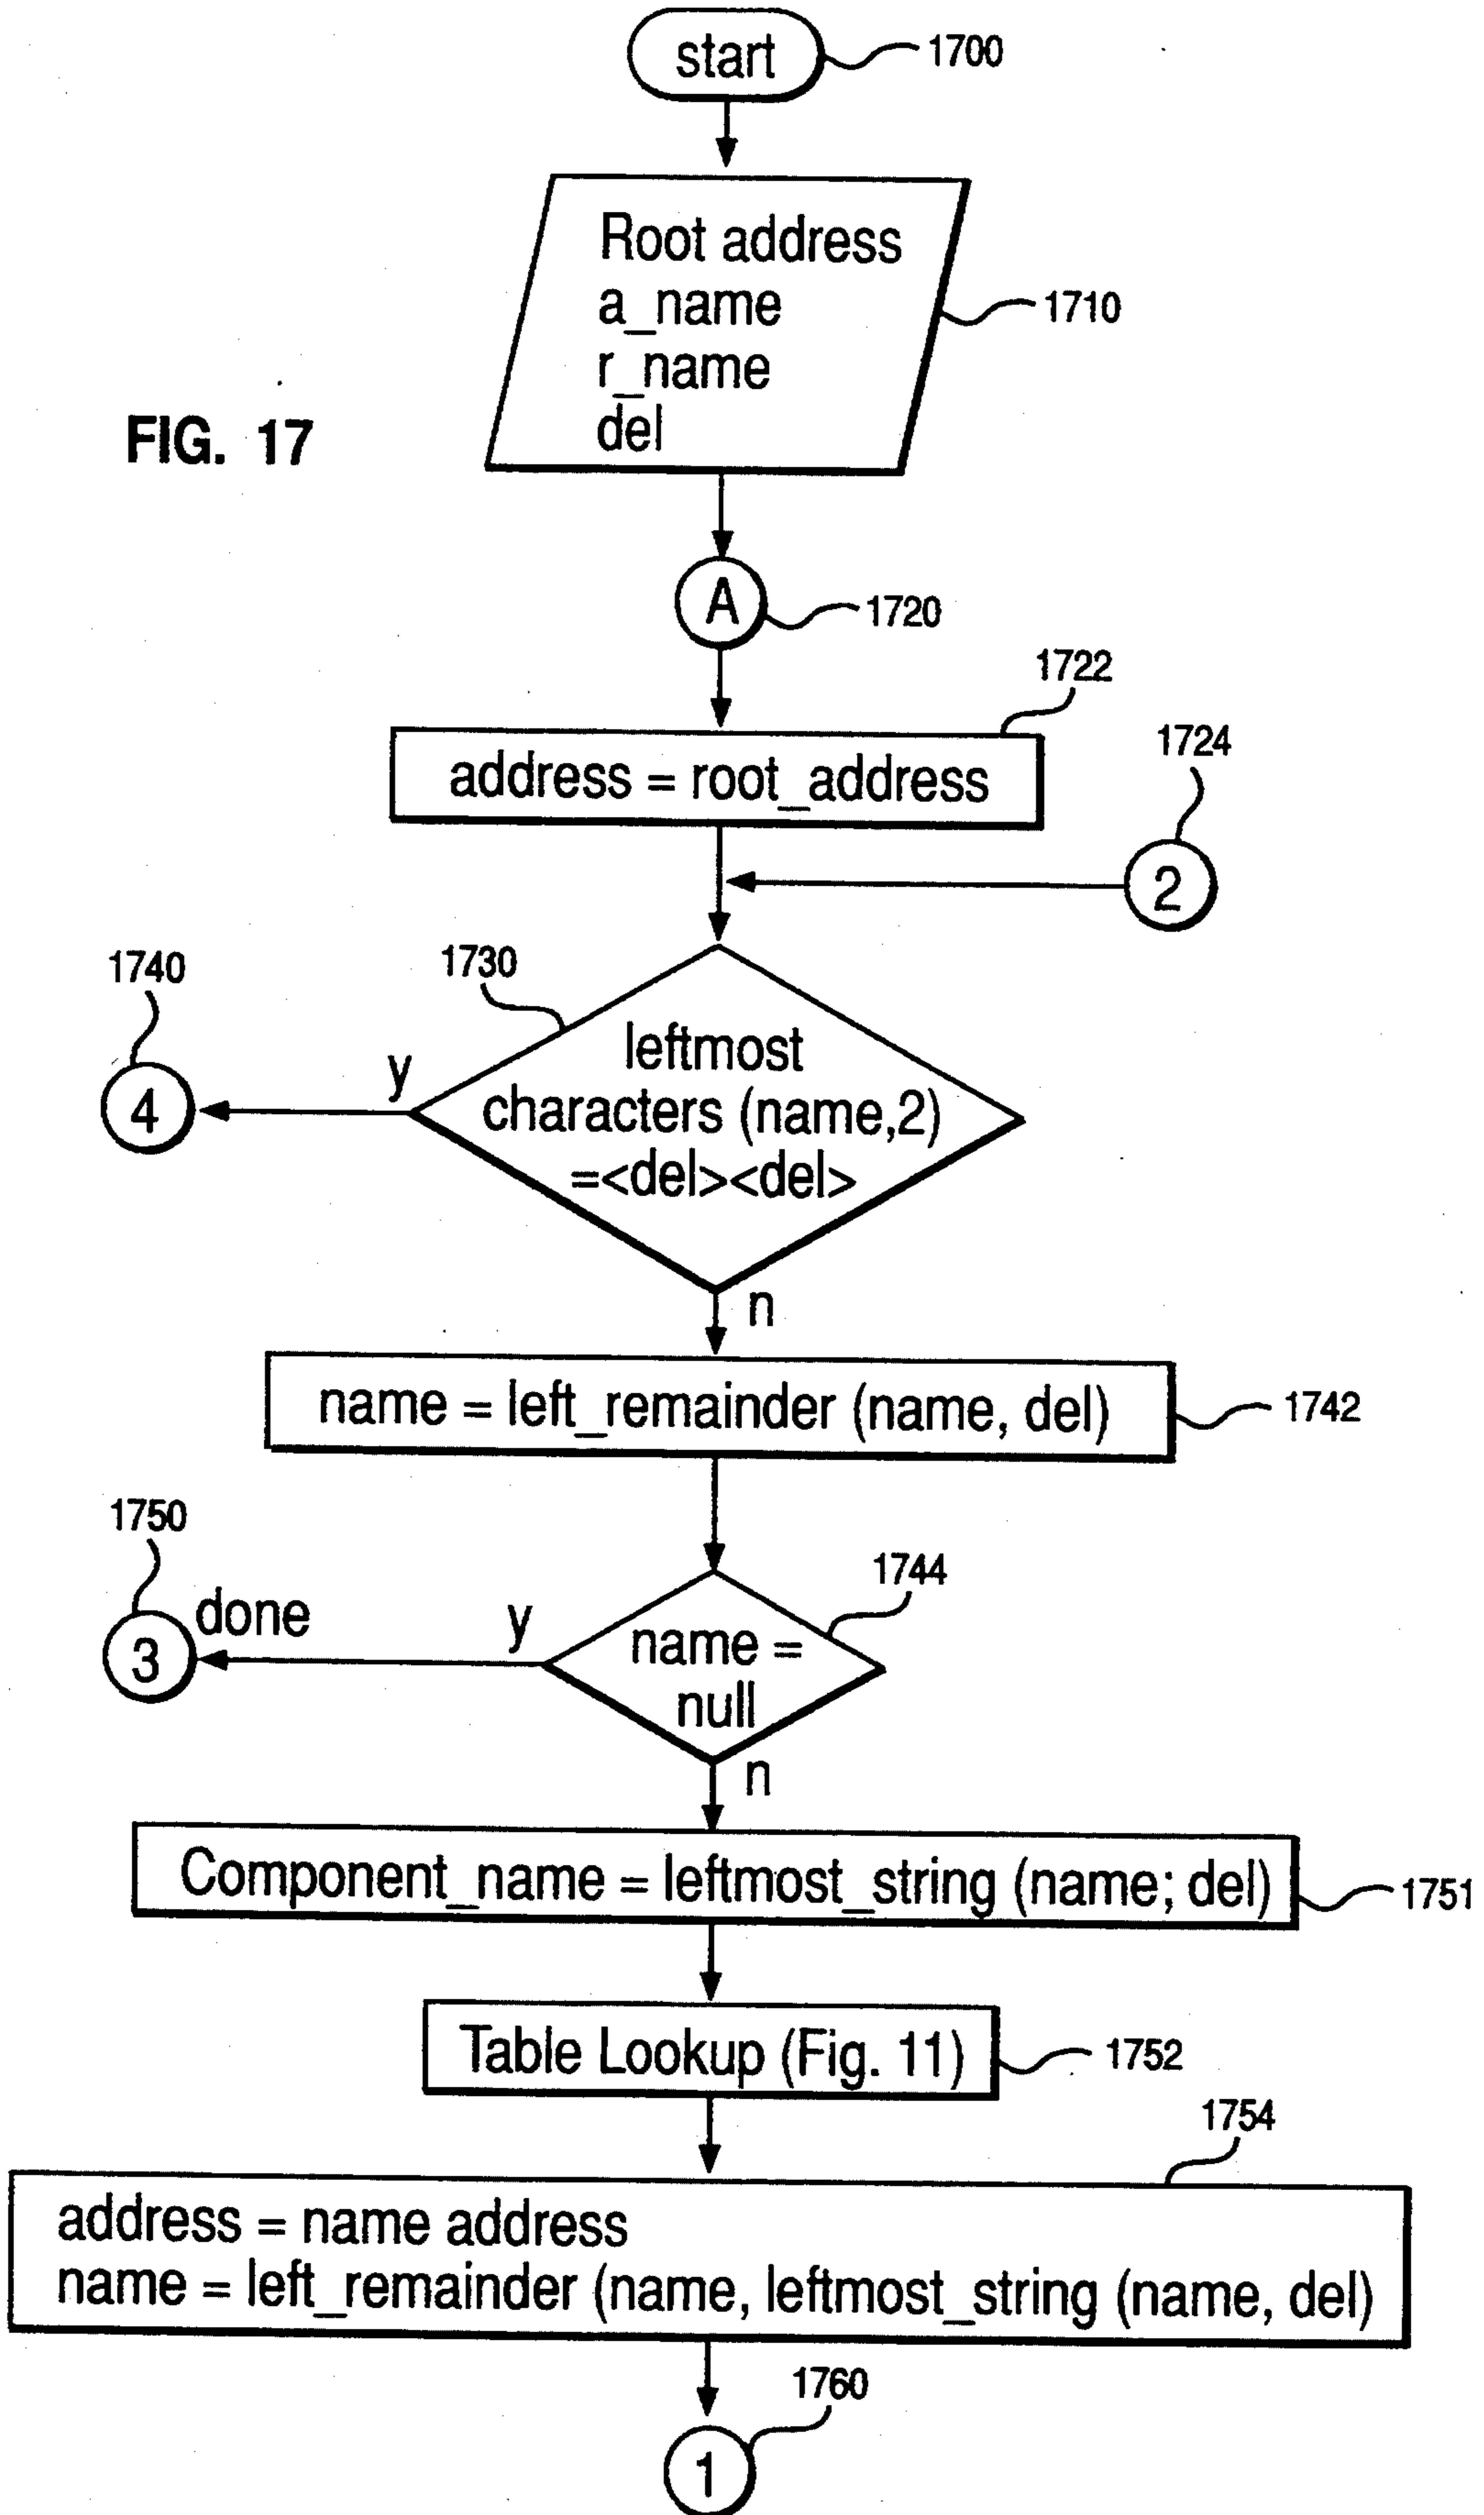 start
1700
Root address
a_name
r_name
del
1710
FIG. 17
A
1720
1722
address = root_address
1724
2
1730
1740
leftmost
characters (name,2)
=<del><del>
y
4
n
name = left_remainder (name, del)
1742
1750
1744
done
3
y
name =
null
n
Component_name = leftmost_string (name; del)
1751
Table Lookup (Fig. 11)
1752
1754
address = name address
name = left_remainder (name, leftmost_string (name, del)
1760
1